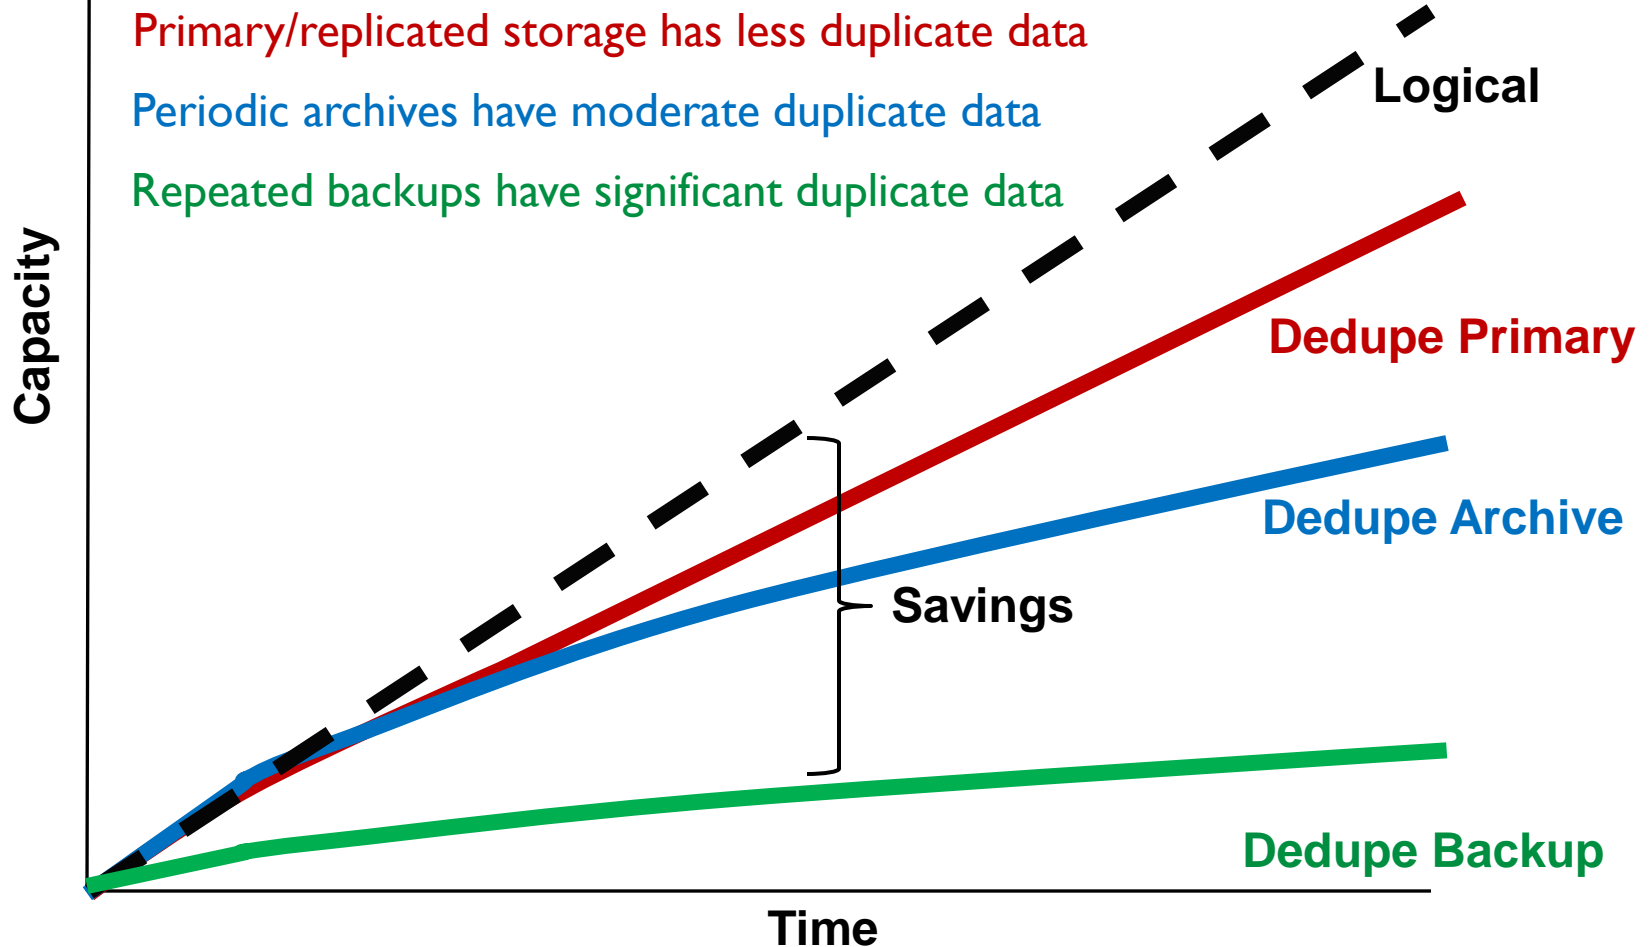 Primary/replicated storage has less duplicate data
Periodic archives have moderate duplicate data
Repeated backups have significant duplicate data
Logical
Capacity
Dedupe Primary
Dedupe Archive
Savings
Dedupe Backup
Time